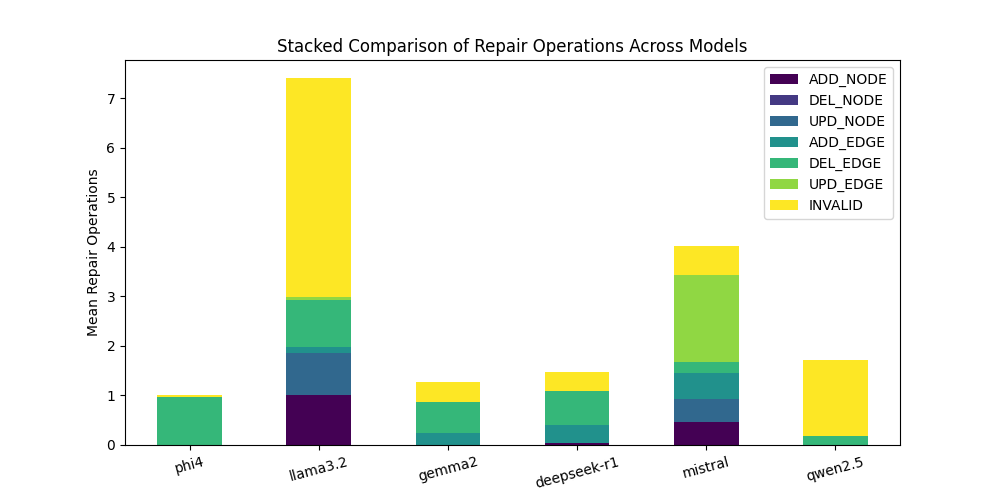 Stacked Comparison of Repair Operations Across Models
Mean Repair Operations
7
6
5
4
3
2
1
0
ADD_NODE
DEL_NODE
UPD_NODE
ADD_EDGE
DEL_EDGE
UPD_EDGE
INVALID
phi4
llama3.2
gemma2
deepseek-r1
mistral
qwen2.5